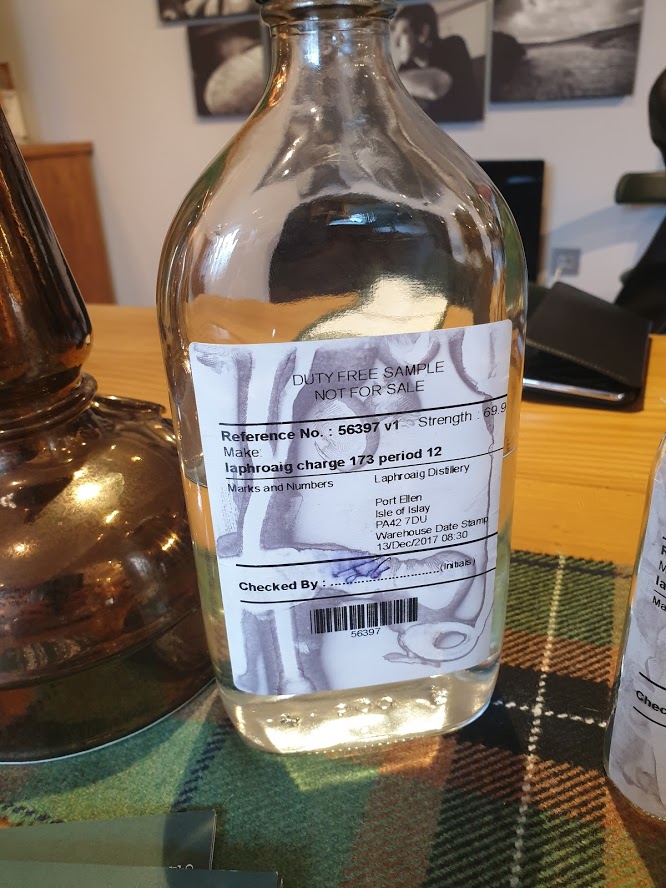 DUTY FREE SAMPLE
NOT FOR SALE
Reference No. : 56397 v1 Strength : 69.9
Make:
laphroaig charge 173 period 12
Marks and Numbers Laphroaig Distillery
Port Ellen
Isle of Islay
PA42 7DU
Warehouse Date Stamp
13/Dec/2017 08:30
Checked By : ..............................(Initials)
56397
Chec